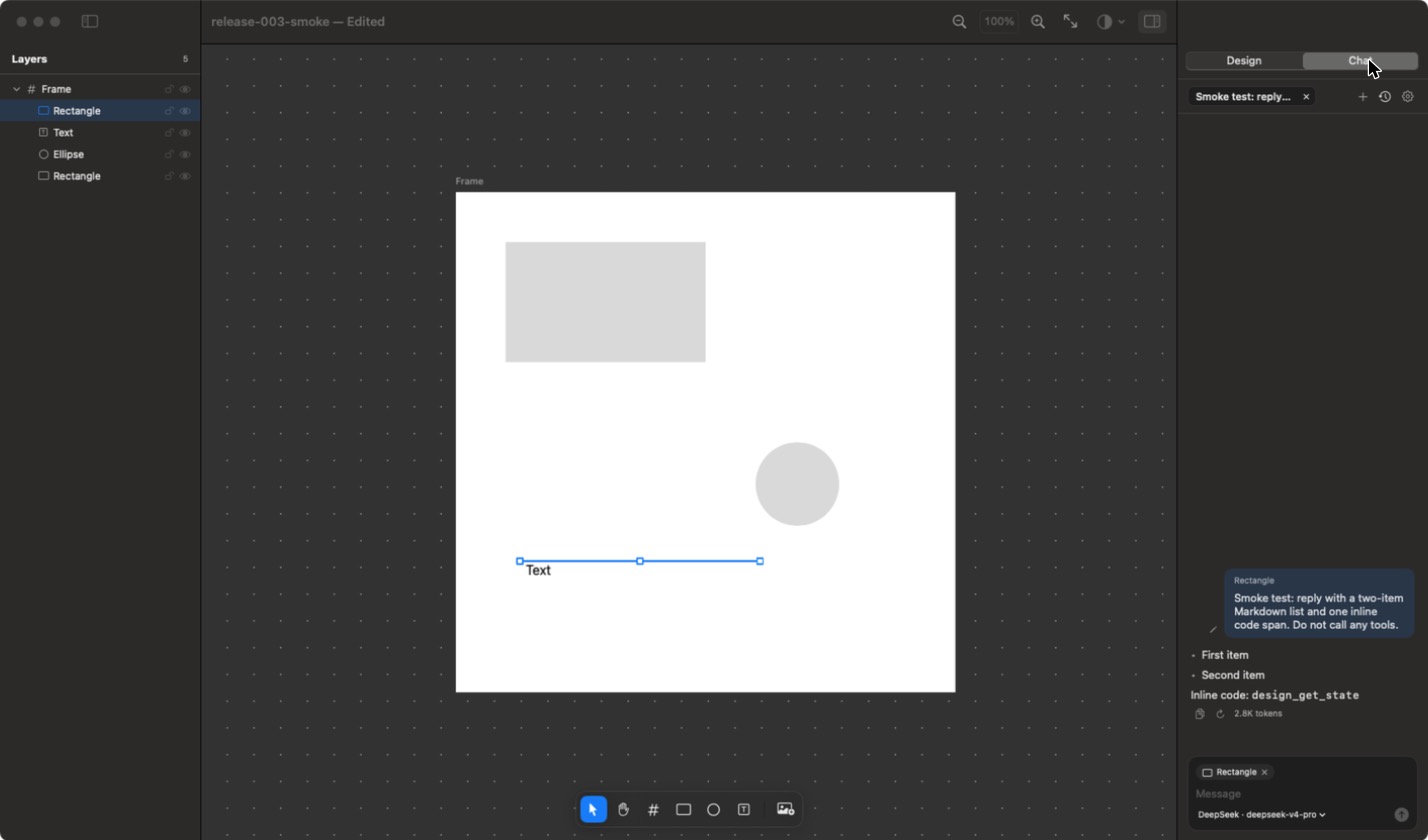 release-003-smoke — Edited
100%
Layers
5
Frame
Rectangle
Text
Ellipse
Rectangle
Frame
Text
Design
Smoke test: reply...
Rectangle
Smoke test: reply with a two-item
Markdown list and one inline
code span. Do not call any tools.
• First item
• Second item
Inline code: design_get_state
2.8K tokens
Rectangle
Message
DeepSeek · deepseek-v4-pro